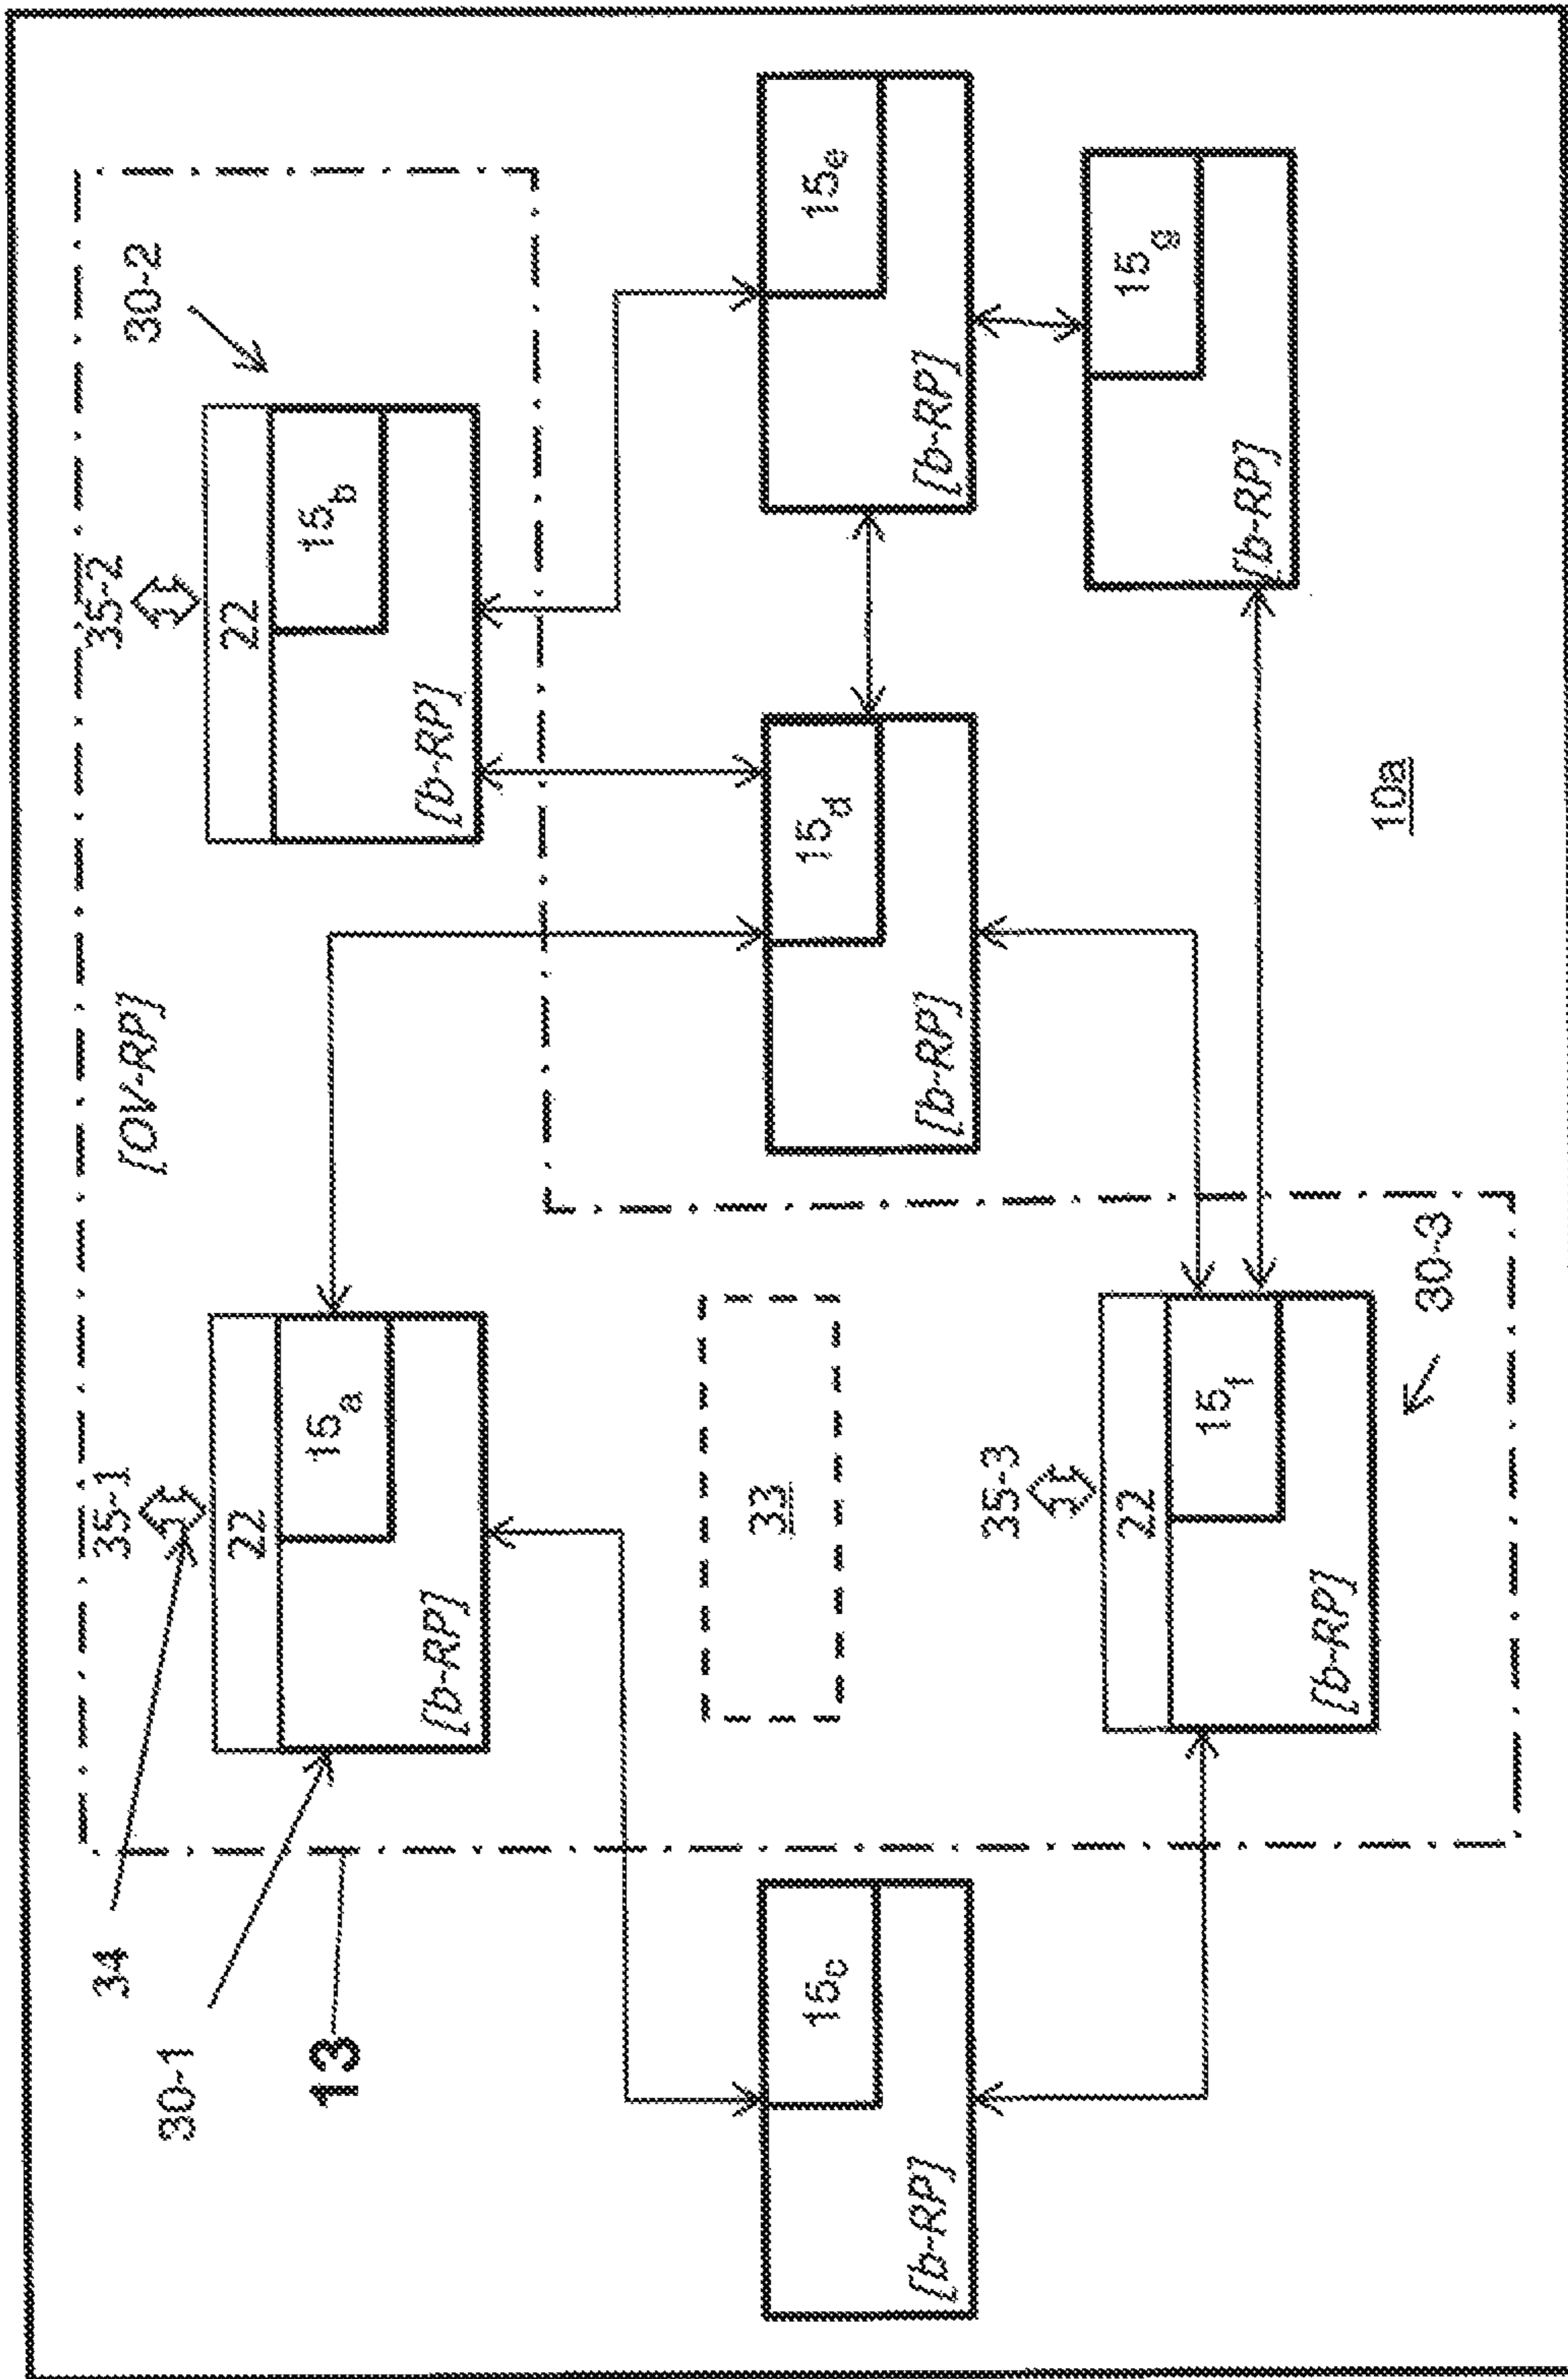 34
35-1
[OV-RP]
35-2
30-2
30-1
22
15a
[b-RP]
22
15b
[b-RP]
13
15c
[b-RP]
33
15d
[b-RP]
15e
[b-RP]
35-3
22
15f
[b-RP]
30-3
15g
[b-RP]
10a